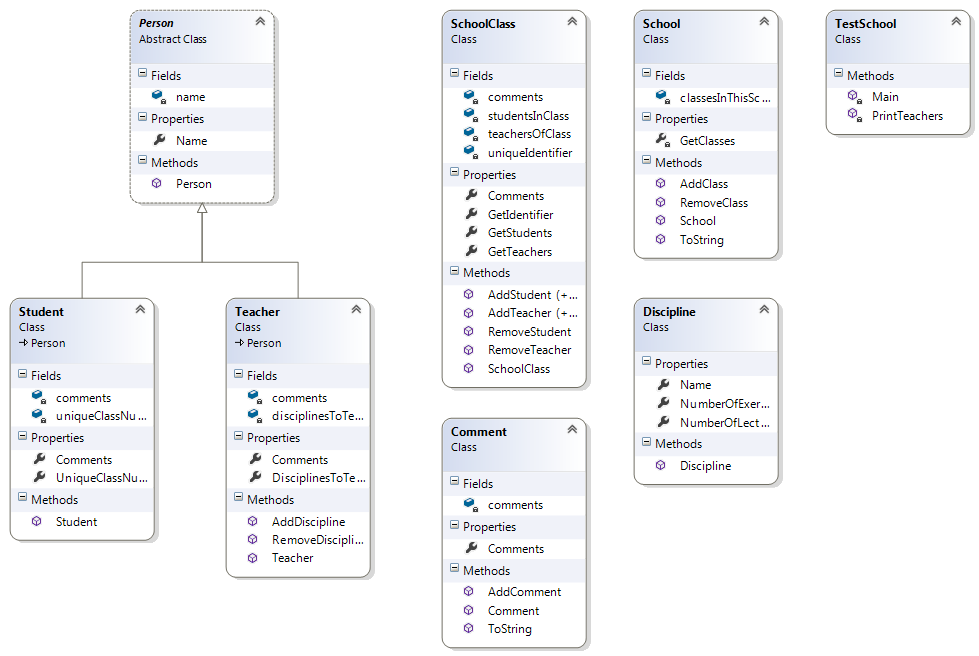 Person
Abstract Class
Fields
name
Properties
Name
Methods
Person
Student
Class
Person
Fields
comments
uniqueClassNu...
Properties
Comments
UniqueClassNu...
Methods
Student
Teacher
Class
Person
Fields
comments
disciplinesToTe...
Properties
Comments
DisciplinesToTe...
Methods
AddDiscipline
RemoveDiscipli...
Teacher
SchoolClass
Class
Fields
comments
studentsInClass
teachersOfClass
uniqueIdentifier
Properties
Comments
GetIdentifier
GetStudents
GetTeachers
Methods
AddStudent (+...
AddTeacher (+...
RemoveStudent
RemoveTeacher
SchoolClass
Comment
Class
Fields
comments
Properties
Comments
Methods
AddComment
Comment
ToString
School
Class
Fields
classesInThisSc...
Properties
GetClasses
Methods
AddClass
RemoveClass
School
ToString
Discipline
Class
Properties
Name
NumberOfExer...
NumberOfLect...
Methods
Discipline
TestSchool
Class
Methods
Main
PrintTeachers